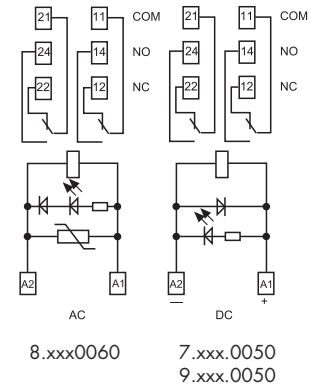 21 11 COM 21 11 COM
24 14 NO 24 14 NO
22 12 NC 22 12 NC
A2 A1 A2 A1
— +
AC DC
8.xxx0060 7.xxx.0050
9.xxx.0050